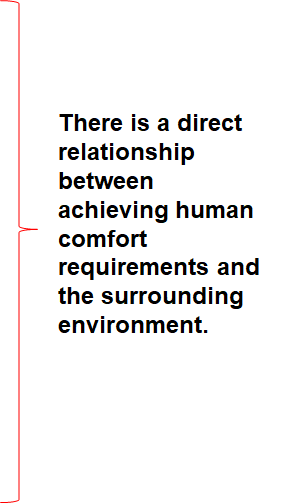 There is a direct
relationship
between
achieving human
comfort
requirements and
the surrounding
environment.